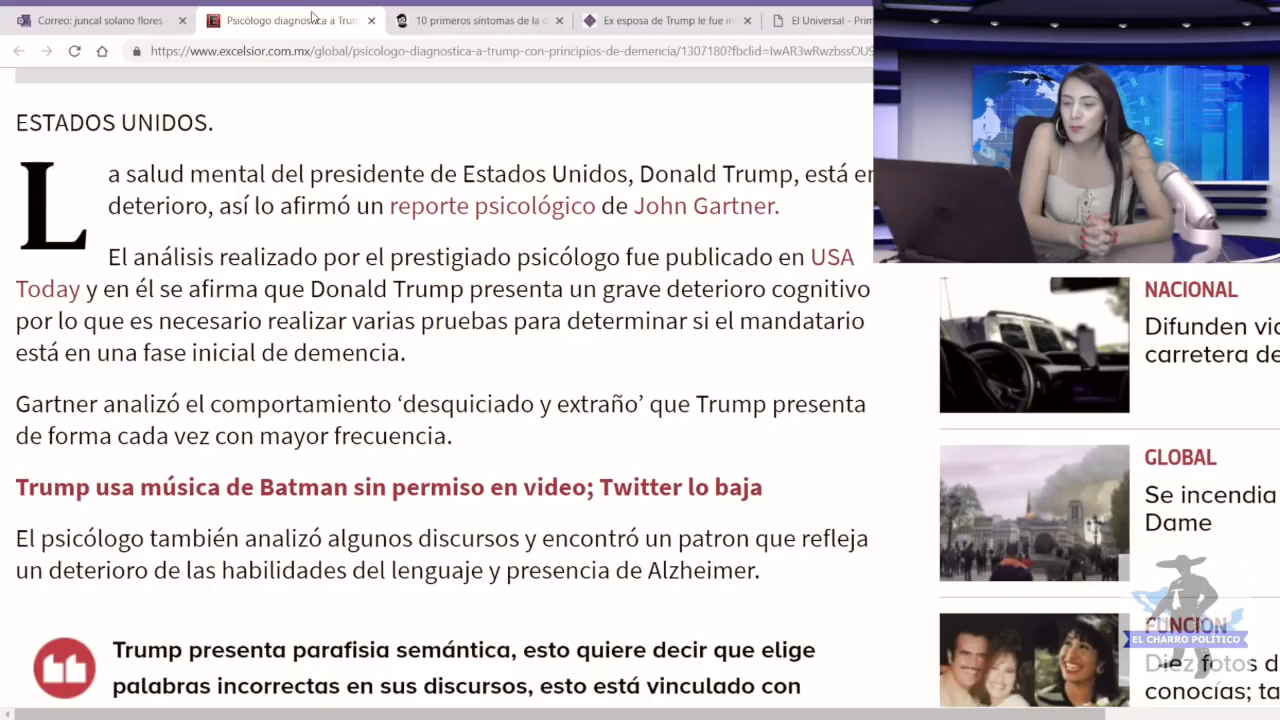 Correo: juncal solano flores
Psicólogo diagnostica a Trum
10 primeros síntomas de la
Ex esposa de Trump le fue
El Universal - Prim
https://www.excelsior.com.mx/global/psicologo-diagnostica-a-trump-con-principios-de-demencia/1307180?fbclid=IwAR3wRwzbssOU9
ESTADOS UNIDOS.
La salud mental del presidente de Estados Unidos, Donald Trump, está en
deterioro, así lo afirmó un reporte psicológico de John Gartner.
El análisis realizado por el prestigiado psicólogo fue publicado en USA
Today y en él se afirma que Donald Trump presenta un grave deterioro cognitivo
por lo que es necesario realizar varias pruebas para determinar si el mandatario
está en una fase inicial de demencia.
Gartner analizó el comportamiento ‘desquiciado y extraño’ que Trump presenta
de forma cada vez con mayor frecuencia.
Trump usa música de Batman sin permiso en video; Twitter lo baja
El psicólogo también analizó algunos discursos y encontró un patron que refleja
un deterioro de las habilidades del lenguaje y presencia de Alzheimer.
Trump presenta parafisia semántica, esto quiere decir que elige
palabras incorrectas en sus discursos, esto está vinculado con
NACIONAL
Difunden vid
carretera de
GLOBAL
Se incendia
Dame
FUNCIÓN
EL CHARRO POLÍTICO
Diez fotos d
conocías; ta